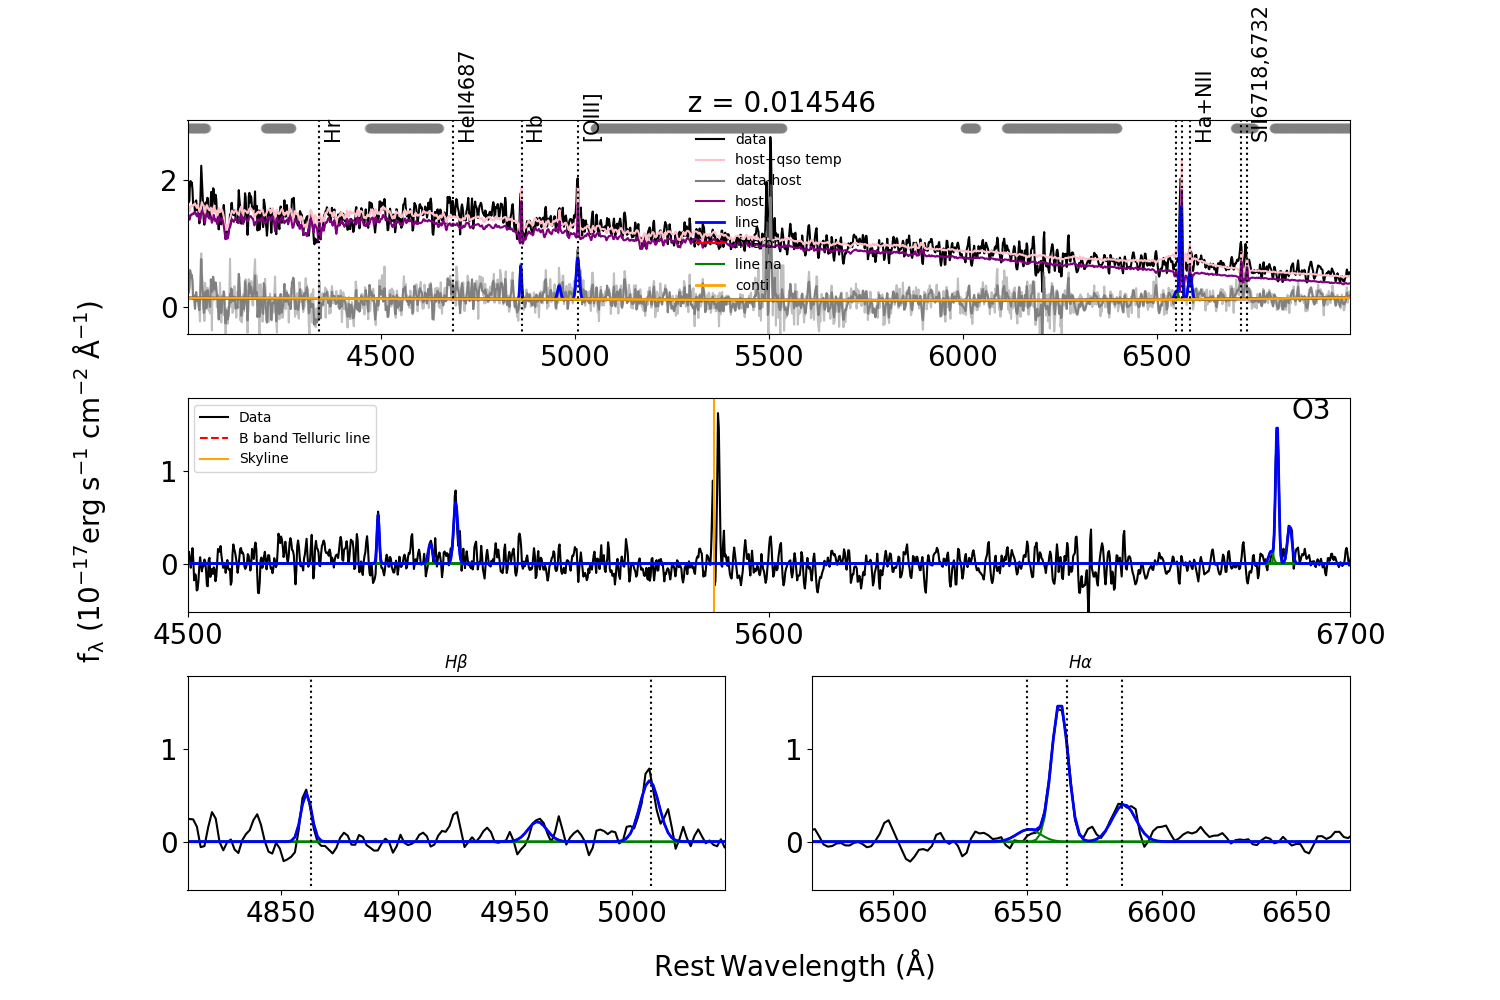 Hr
HeII4687
Hb
[OIII]
Ha+NII
SII6718,6732
z = 0.014546
data
host+qso temp
data-host
host
line
line na
conti
2
0
4500
5000
5500
6000
6500
fλ (10−17erg s−1 cm−2 Å−1)
Data
B band Telluric line
Skyline
O3
1
0
4500
5600
6700
Hβ
1
0
4850
4900
4950
5000
Hα
1
0
6500
6550
6600
6650
Rest Wavelength (Å)